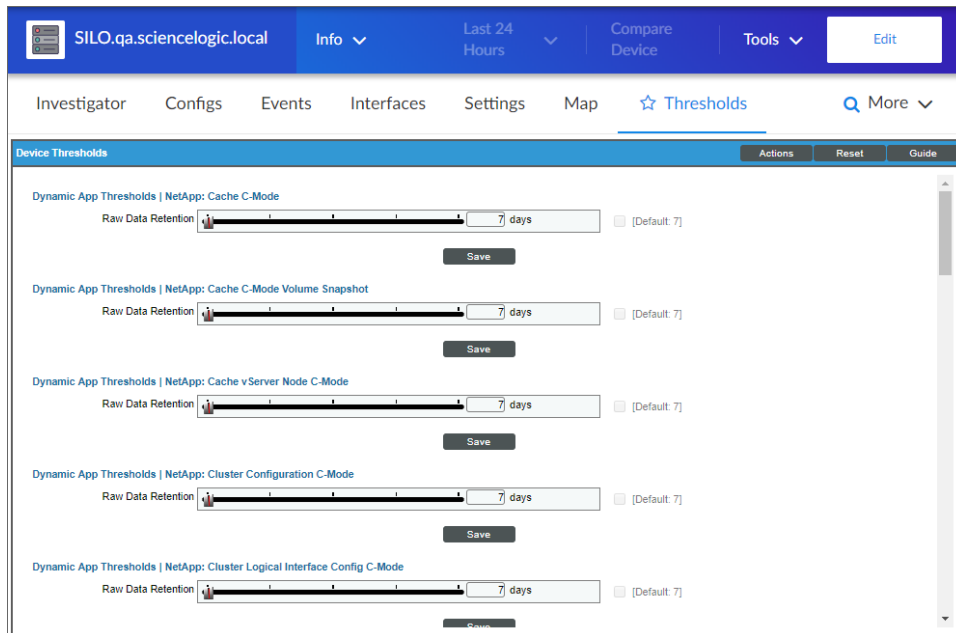 SILO.qa.sciencelogic.local
Info
Last 24 Hours
Compare Device
Tools
Edit
Investigator Configs Events Interfaces Settings Map Thresholds More
Device Thresholds Actions Reset Guide
Dynamic App Thresholds | NetApp: Cache C-Mode
Raw Data Retention 7 days [Default: 7]
Save
Dynamic App Thresholds | NetApp: Cache C-Mode Volume Snapshot
Raw Data Retention 7 days [Default: 7]
Save
Dynamic App Thresholds | NetApp: Cache vServer Node C-Mode
Raw Data Retention 7 days [Default: 7]
Save
Dynamic App Thresholds | NetApp: Cluster Configuration C-Mode
Raw Data Retention 7 days [Default: 7]
Save
Dynamic App Thresholds | NetApp: Cluster Logical Interface Config C-Mode
Raw Data Retention 7 days [Default: 7]
Save